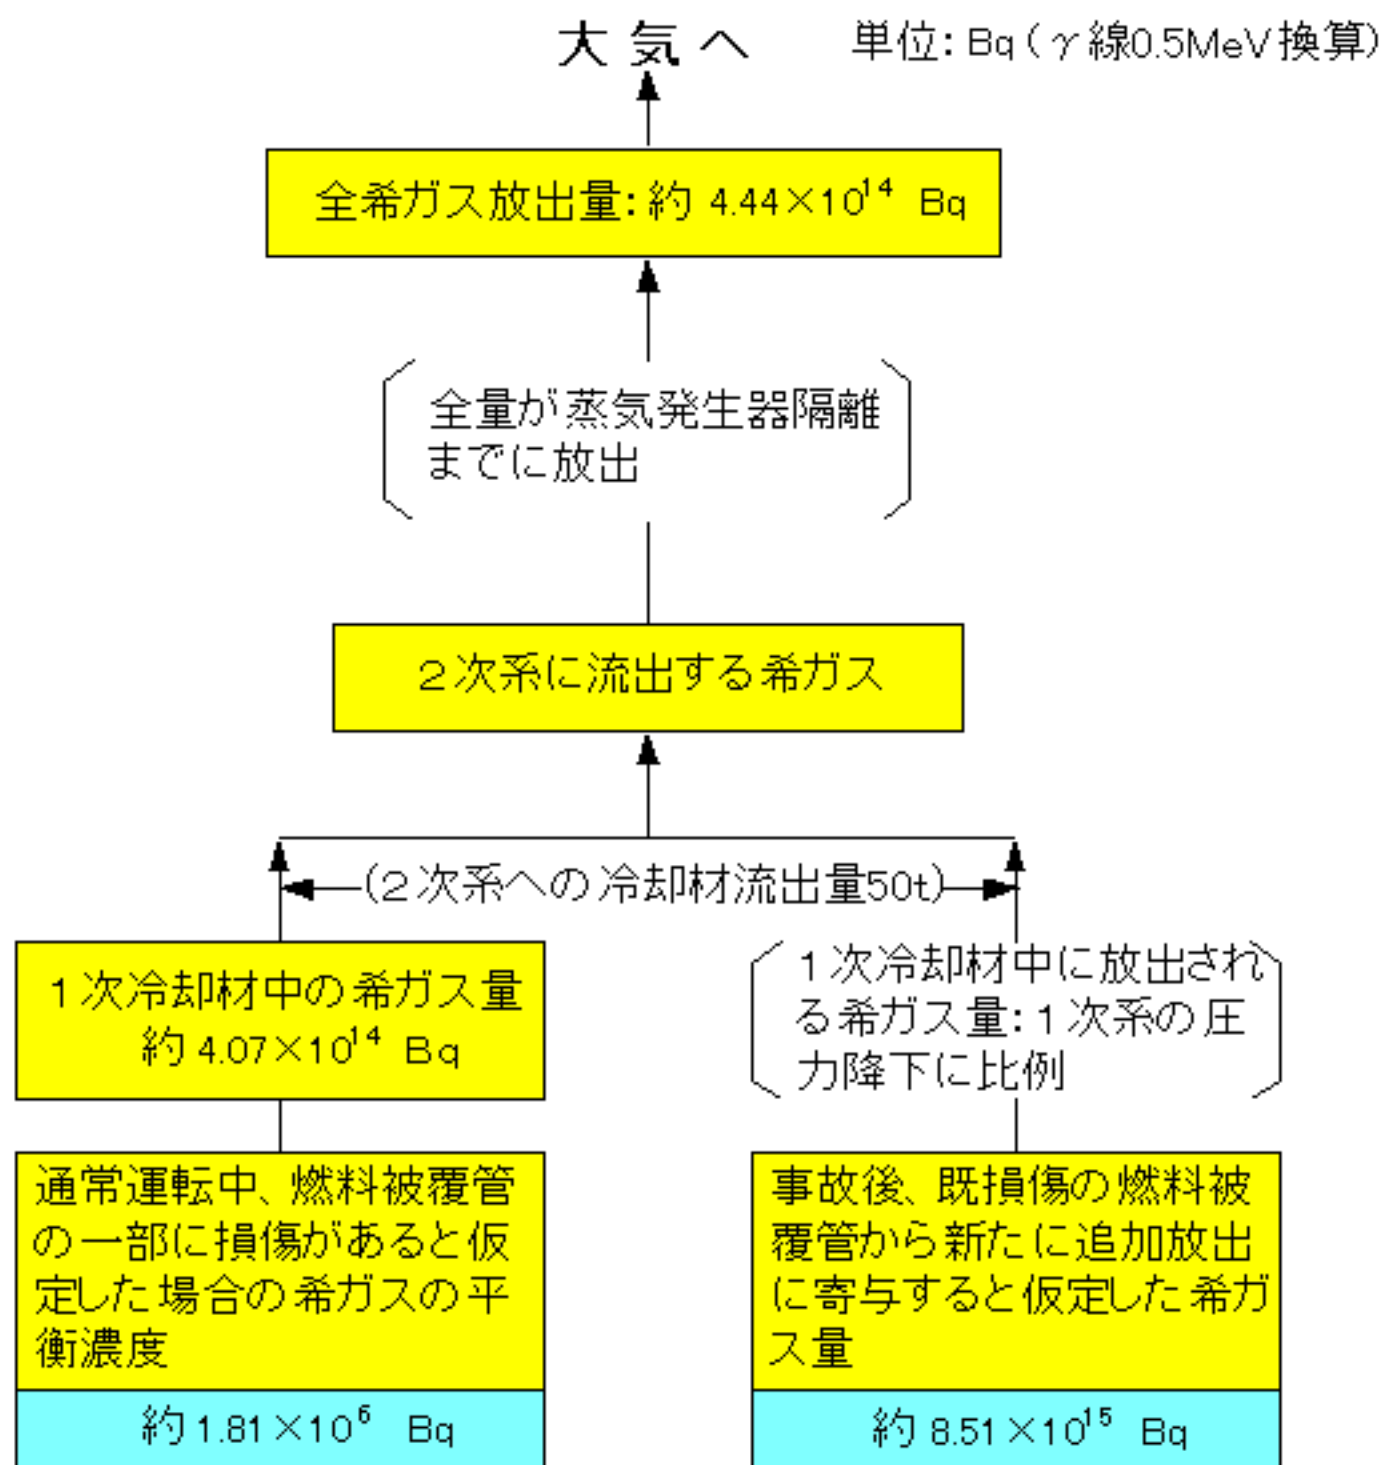 大気へ 単位：Bq（γ線0.5MeV換算）
全希ガス放出量：約 4.44×10¹⁴ Bq
全量が蒸気発生器隔離
までに放出
２次系に流出する希ガス
(２次系への冷却材流出量50t)
１次冷却材中の希ガス量
約 4.07×10¹⁴ Bq
１次冷却材中に放出され
る希ガス量：１次系の圧
力降下に比例
通常運転中、燃料被覆管
の一部に損傷があると仮
定した場合の希ガスの平
衡濃度
約 1.81×10⁶ Bq
事故後、既損傷の燃料被
覆管から新たに追加放出
に寄与すると仮定した希ガ
ス量
約 8.51×10¹⁵ Bq